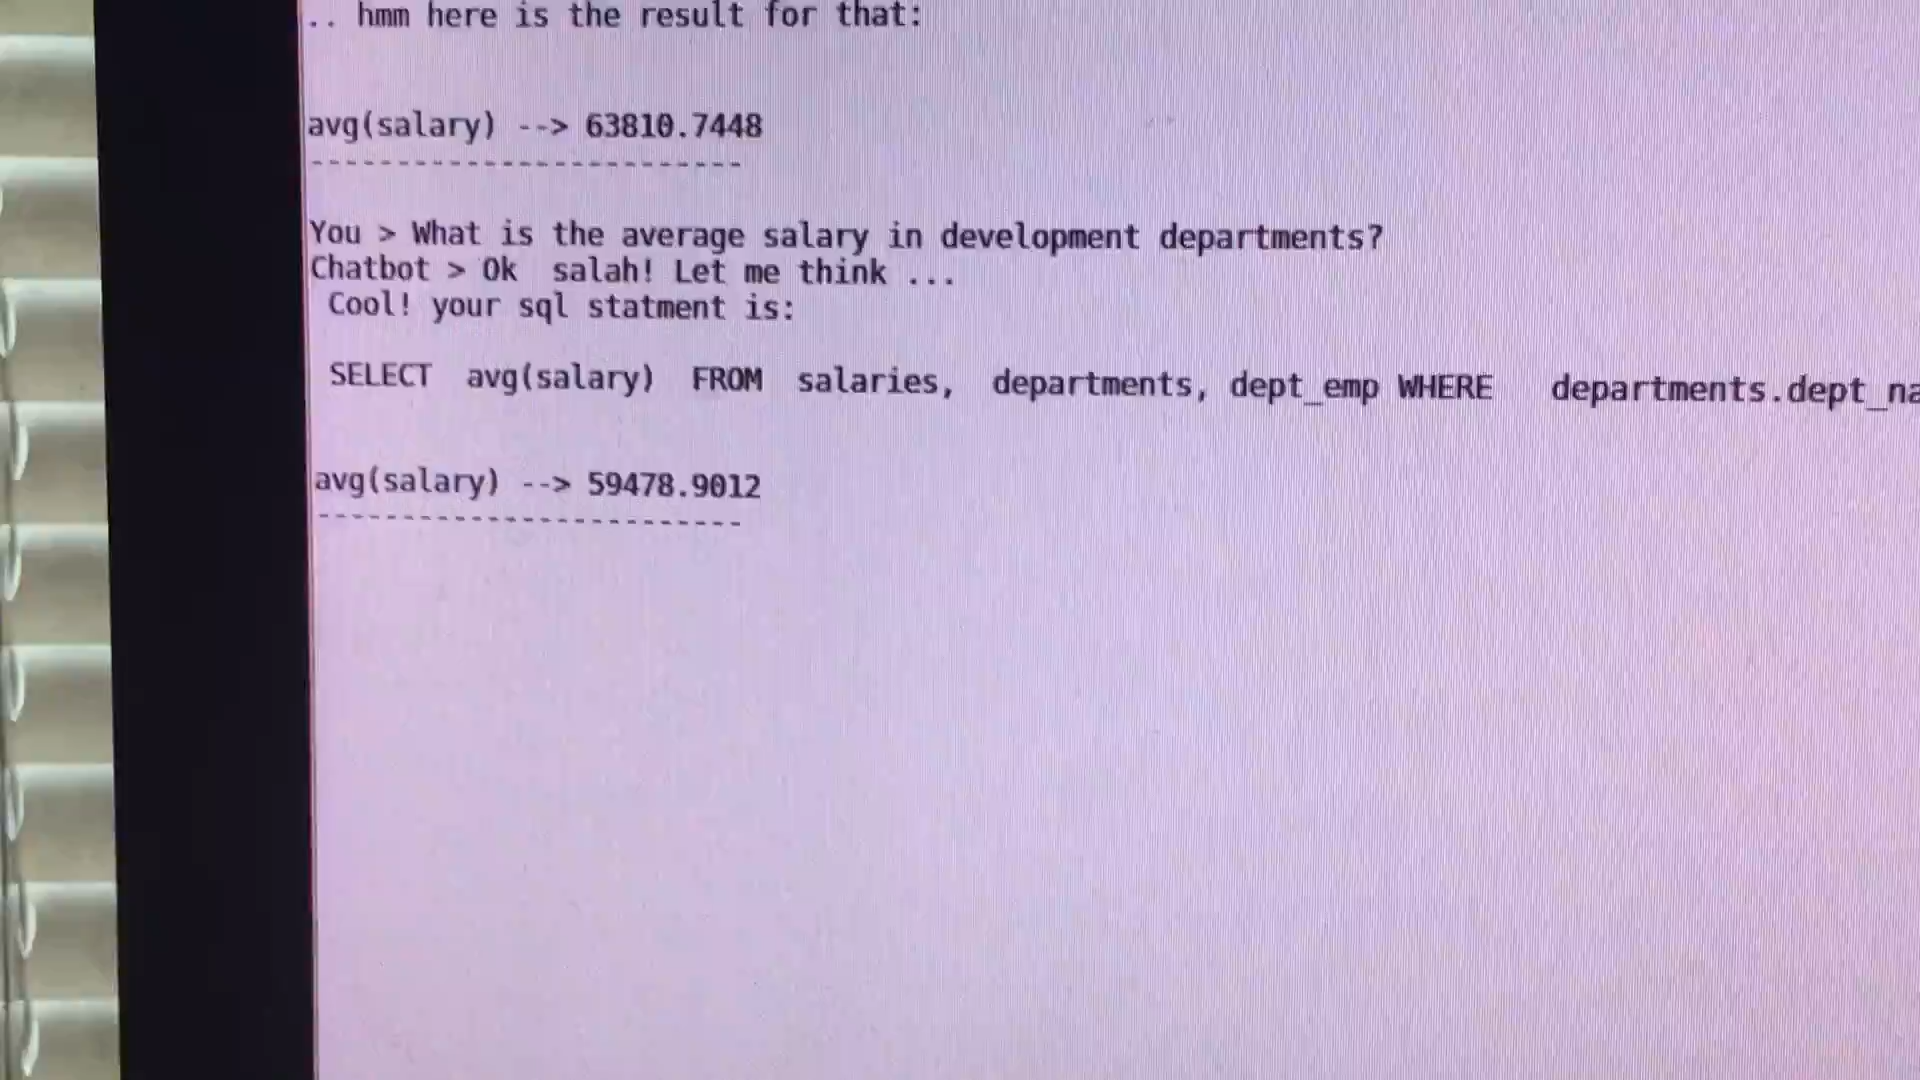 .. hmm here is the result for that:
avg(salary) --> 63810.7448
-------------------------
You > What is the average salary in development departments?
Chatbot > Ok  salah! Let me think ...
Cool! your sql statment is:
SELECT  avg(salary)  FROM  salaries,  departments, dept_emp WHERE   departments.dept_na
avg(salary) --> 59478.9012
-------------------------